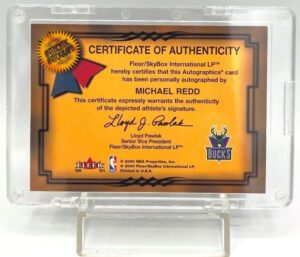 CERTIFICATE OF AUTHENTICITY
Fleer/SkyBox International LP™
hereby certifies that this Autographics® card
has been personally autographed by
MICHAEL REDD
This certificate expressly warrants the authenticity
of the depicted athlete's signature.
Lloyd J. Pawlak
Lloyd Pawlak
Senior Vice President
Fleer/SkyBox International LP™
BUCKS
FLEER
NBA
© 2000 NBA Properties, Inc.
© 2000 Fleer/SkyBox International LP.
Printed in U.S.A.